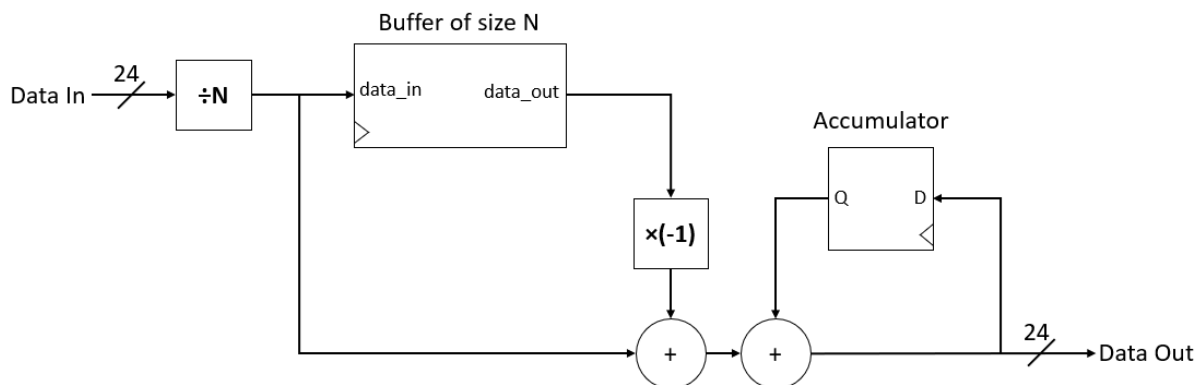 Buffer of size N
24
Data In
÷N
data_in
data_out
Accumulator
Q
D
×(-1)
+
+
24
Data Out